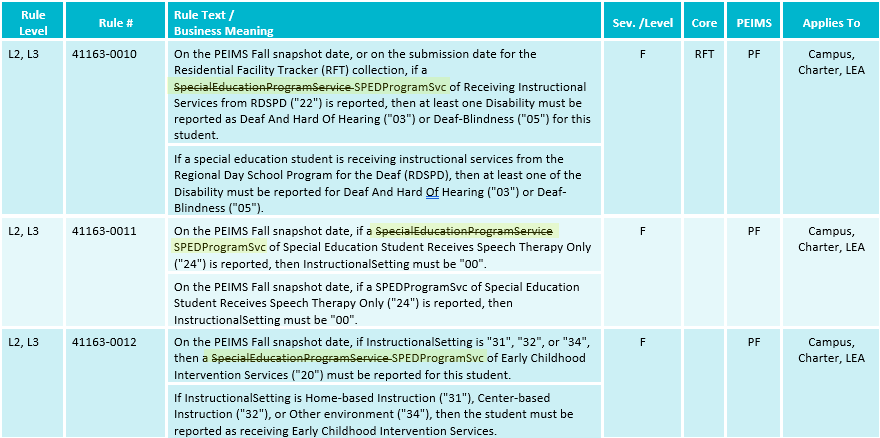 Rule Level Rule # Rule Text / Business Meaning Sev. /Level Core PEIMS Applies To
L2, L3 41163-0010 On the PEIMS Fall snapshot date, or on the submission date for the F RFT PF Campus,
Residential Facility Tracker (RFT) collection, if a Charter, LEA
SpecialEducationProgramService SPEDProgramSvc of Receiving Instructional
Services from RDSPD ("22") is reported, then at least one Disability must be
reported as Deaf And Hard Of Hearing ("03") or Deaf-Blindness ("05") for this
student.
If a special education student is receiving instructional services from the
Regional Day School Program for the Deaf (RDSPD), then at least one of the
Disability must be reported for Deaf And Hard Of Hearing ("03") or Deaf-
Blindness ("05").
L2, L3 41163-0011 On the PEIMS Fall snapshot date, if a SpecialEducationProgramService F PF Campus,
SPEDProgramSvc of Special Education Student Receives Speech Therapy Only Charter, LEA
("24") is reported, then InstructionalSetting must be "00".
On the PEIMS Fall snapshot date, if a SPEDProgramSvc of Special Education
Student Receives Speech Therapy Only ("24") is reported, then
InstructionalSetting must be "00".
L2, L3 41163-0012 On the PEIMS Fall snapshot date, if InstructionalSetting is "31", "32", or "34", F PF Campus,
then a SpecialEducationProgramService SPEDProgramSvc of Early Childhood Charter, LEA
Intervention Services ("20") must be reported for this student.
If InstructionalSetting is Home-based Instruction ("31"), Center-based
Instruction ("32"), or Other environment ("34"), then the student must be
reported as receiving Early Childhood Intervention Services.